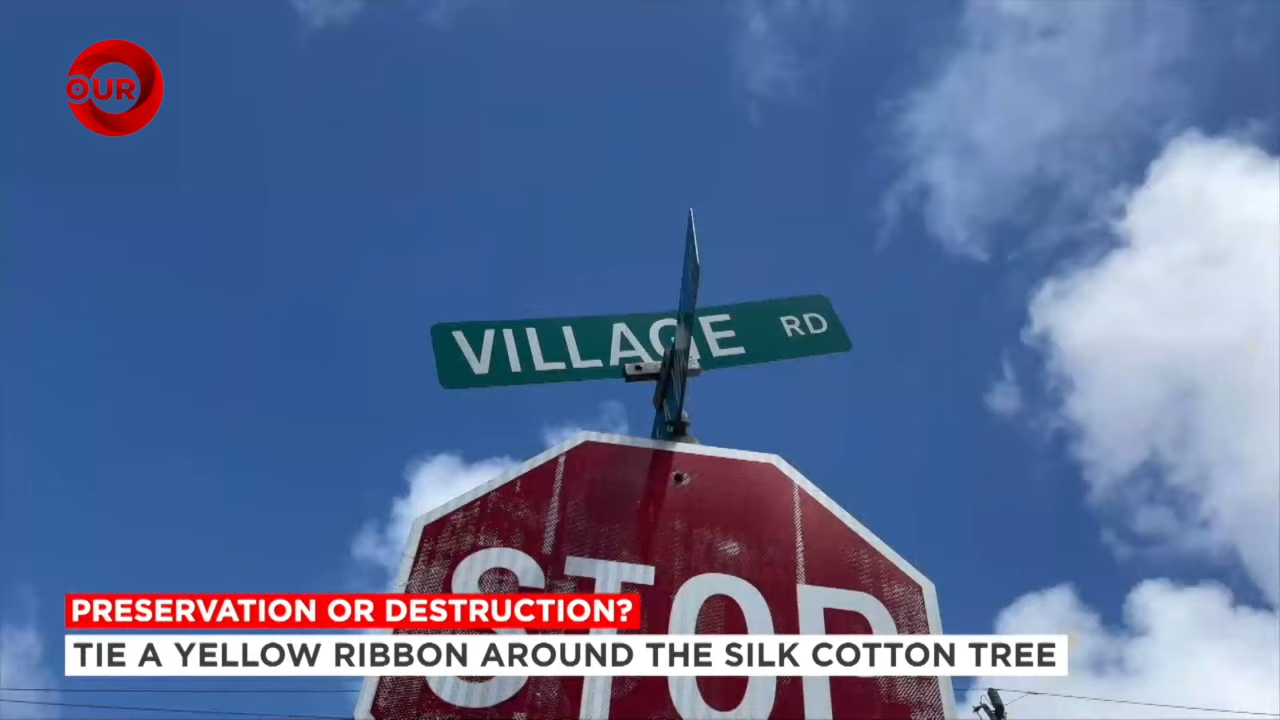 OUR
VILLAGE RD
STOP
PRESERVATION OR DESTRUCTION?
TIE A YELLOW RIBBON AROUND THE SILK COTTON TREE